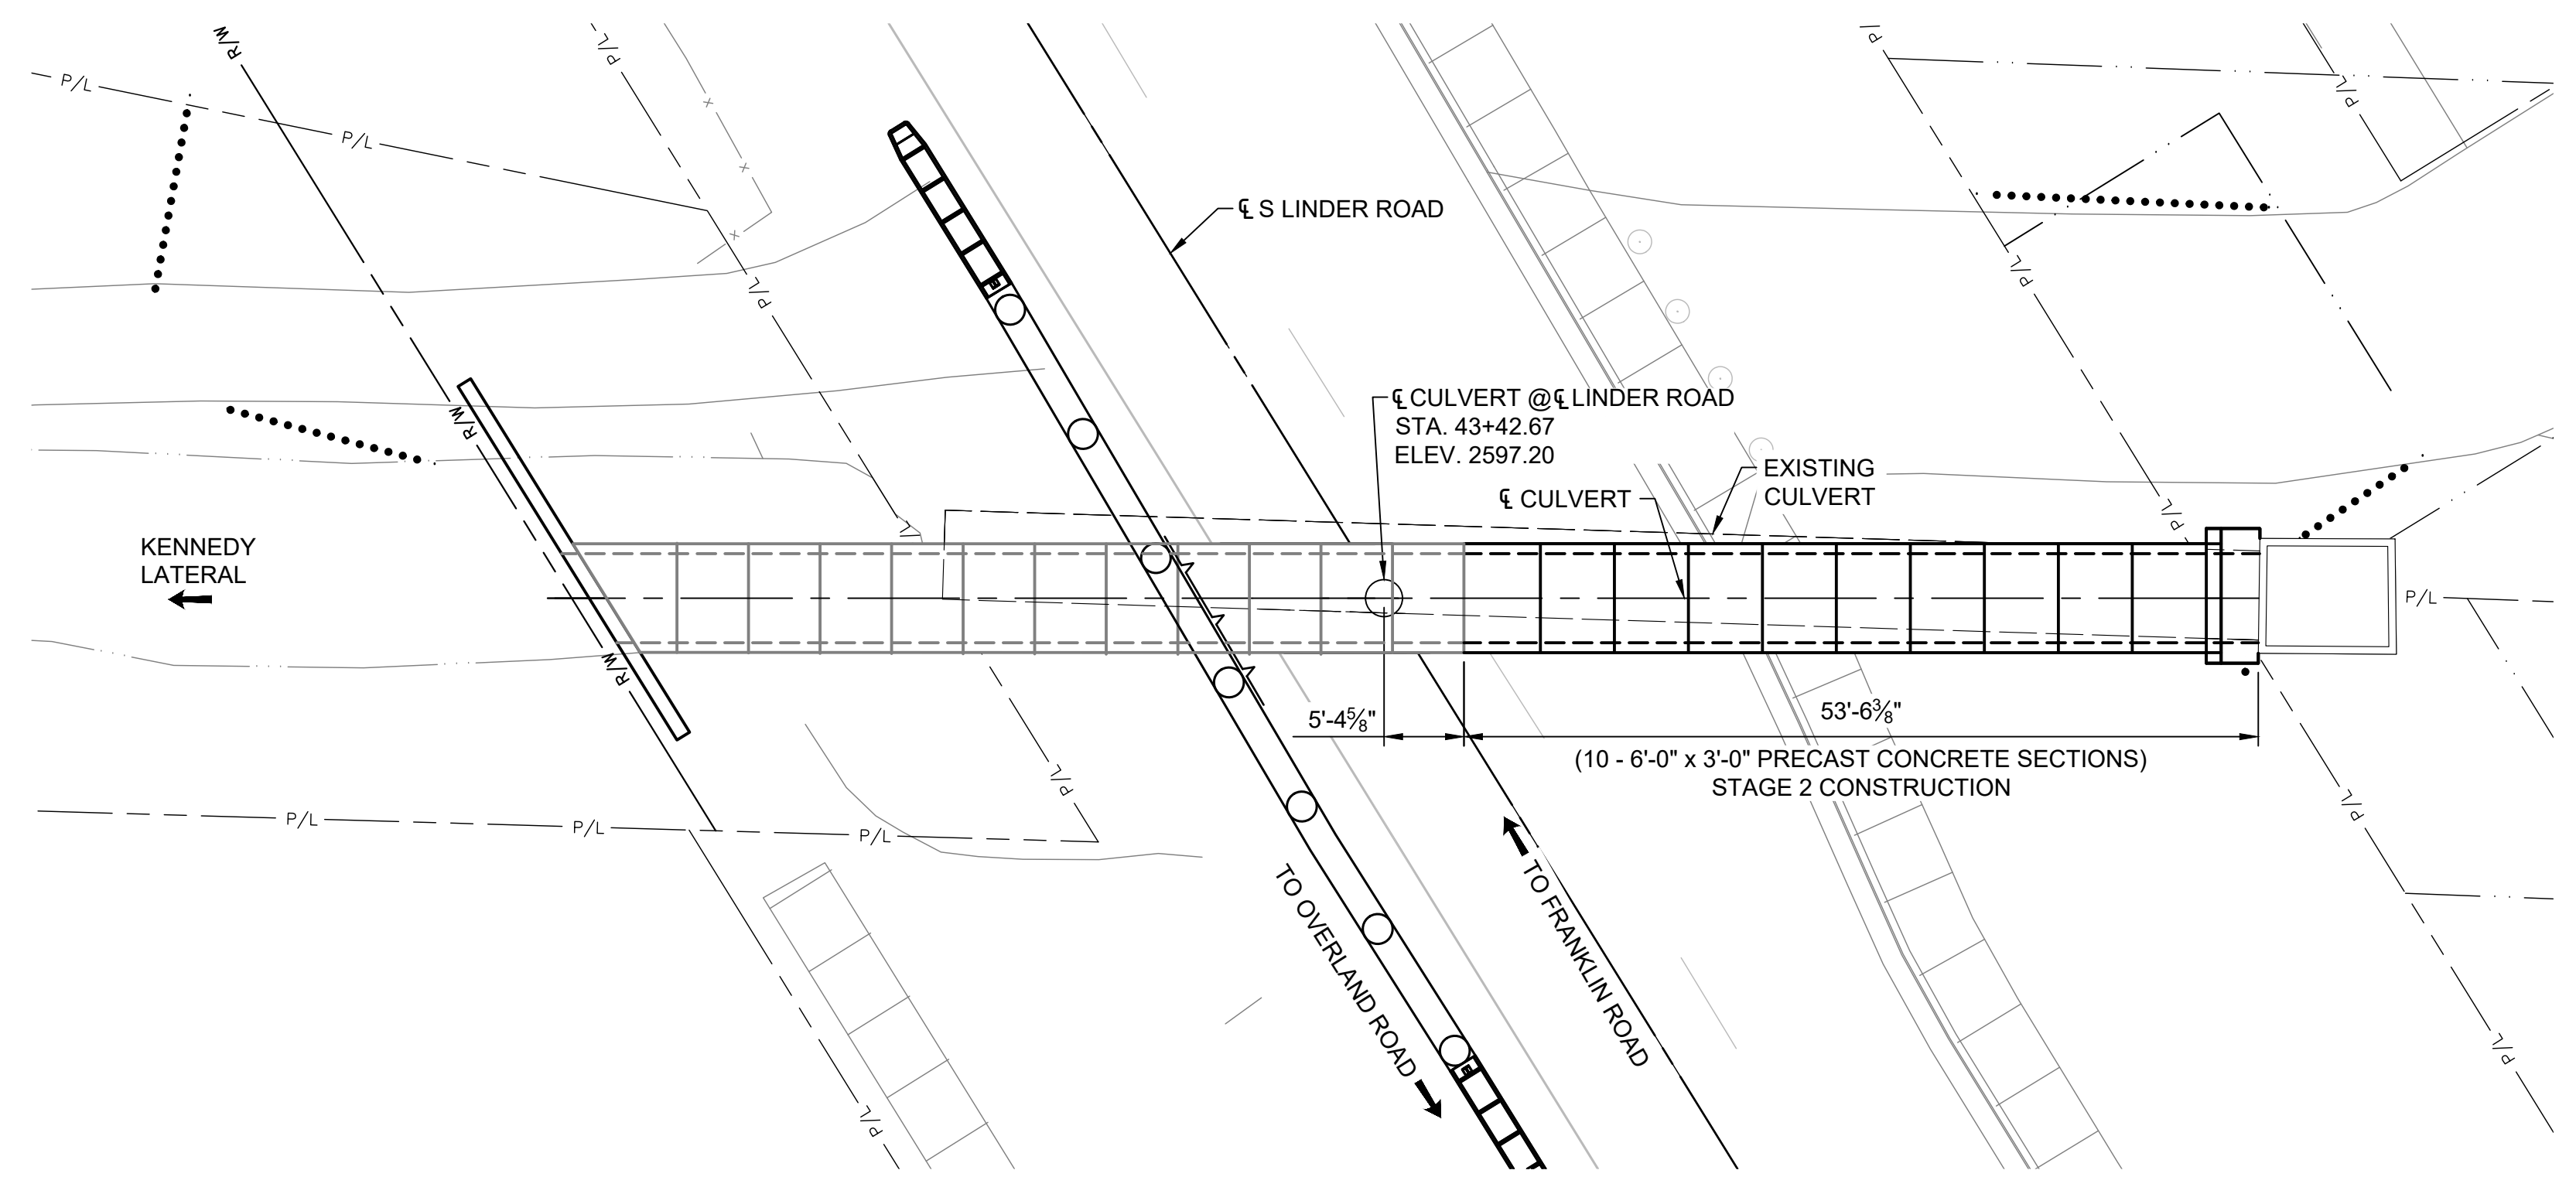 R/W
P/L
P/L
P/L
P/L
P/L
℄ S LINDER ROAD
P/L
P/L
P/L
R/W
℄ CULVERT @ ℄ LINDER ROAD
STA. 43+42.67
ELEV. 2597.20
℄ CULVERT
EXISTING
CULVERT
P/L
KENNEDY
LATERAL
P/L
R/W
5'-4⅝"
53'-6⅜"
(10 - 6'-0" x 3'-0" PRECAST CONCRETE SECTIONS)
STAGE 2 CONSTRUCTION
P/L
P/L
P/L
P/L
P/L
TO OVERLAND ROAD
TO FRANKLIN ROAD
P/L
P/L